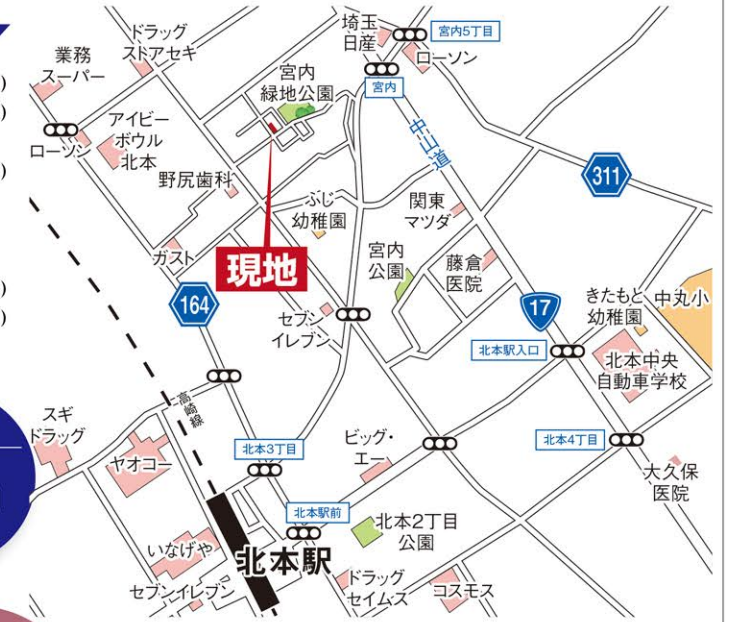 埼玉
日産
宮内5丁目
ローソン
ドラッグ
ストアセキ
業務
スーパー
宮内
緑地公園
宮内
中山道
アイビー
ボウル
北本
ローソン
野尻歯科
311
ふじ
幼稚園
関東
マツダ
ガスト
現地
宮内
公園
藤倉
医院
164
セブン
イレブン
17
きたもと
幼稚園
中丸小
北本駅入口
北本中央
自動車学校
高崎線
スギ
ドラッグ
ヤオコー
北本3丁目
ビッグ・
エー
北本4丁目
大久保
医院
北本駅前
北本2丁目
公園
いなげや
北本駅
セブンイレブン
ドラッグ
セイムス
コスモス
)
)
)
)
)